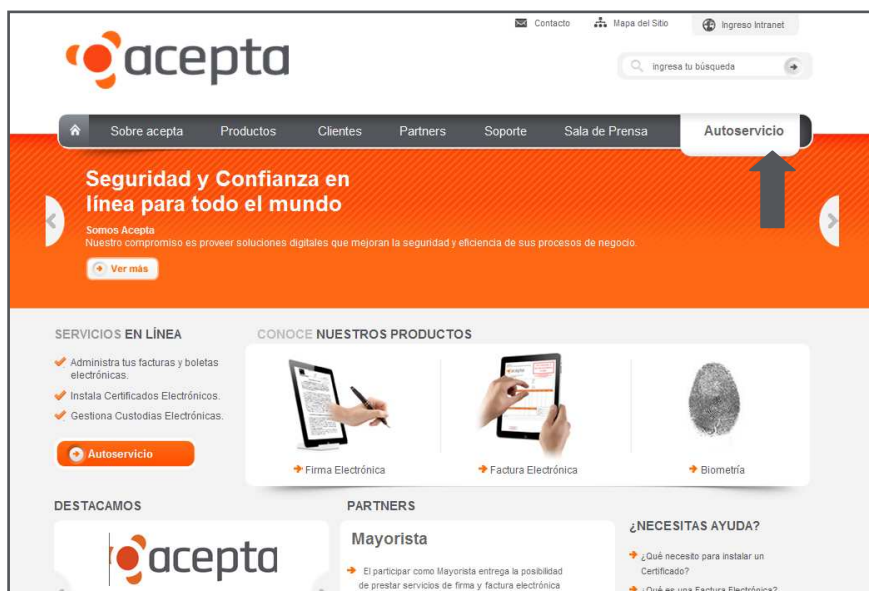 Contacto
Mapa del Sitio
Ingreso Intranet
acepta
ingresa tu búsqueda
Sobre acepta
Productos
Clientes
Partners
Soporte
Sala de Prensa
Autoservicio
Seguridad y Confianza en
línea para todo el mundo
Somos Acepta
Nuestro compromiso es proveer soluciones digitales que mejoran la seguridad y eficiencia de sus procesos de negocio.
Ver más
SERVICIOS EN LÍNEA
Administra tus facturas y boletas
electrónicas.
Instala Certificados Electrónicos.
Gestiona Custodias Electrónicas.
Autoservicio
CONOCE NUESTROS PRODUCTOS
Firma Electrónica
Factura Electrónica
Biometría
DESTACAMOS
acepta
PARTNERS
Mayorista
El participar como Mayorista entrega la posibilidad
de prestar servicios de firma y factura electrónica
¿NECESITAS AYUDA?
¿Qué necesito para instalar un
Certificado?
¿Qué es una Factura Electrónica?